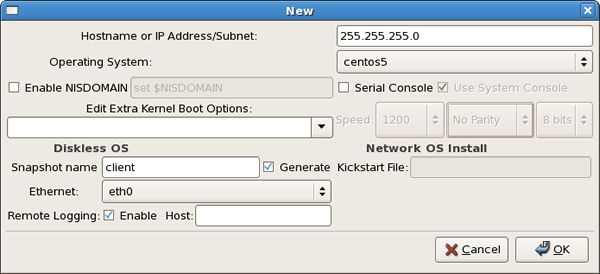 New
Hostname or IP Address/Subnet: 255.255.255.0
Operating System: centos5
Enable NISDOMAIN set $NISDOMAIN Serial Console Use System Console
Edit Extra Kernel Boot Options: Speed: 1200 No Parity 8 bits
Diskless OS Network OS Install
Snapshot name client Generate Kickstart File:
Ethernet: eth0
Remote Logging: Enable Host:
Cancel OK